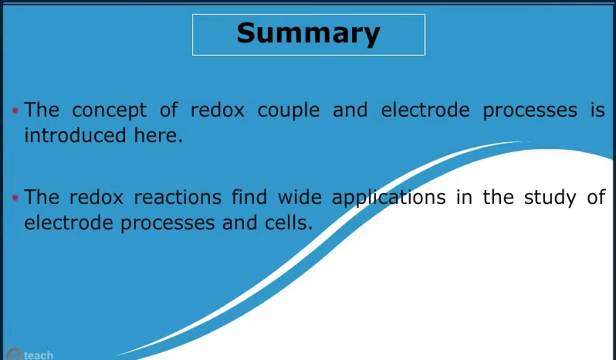 Summary
• The concept of redox couple and electrode processes is
introduced here.
• The redox reactions find wide applications in the study of
electrode processes and cells.
teach